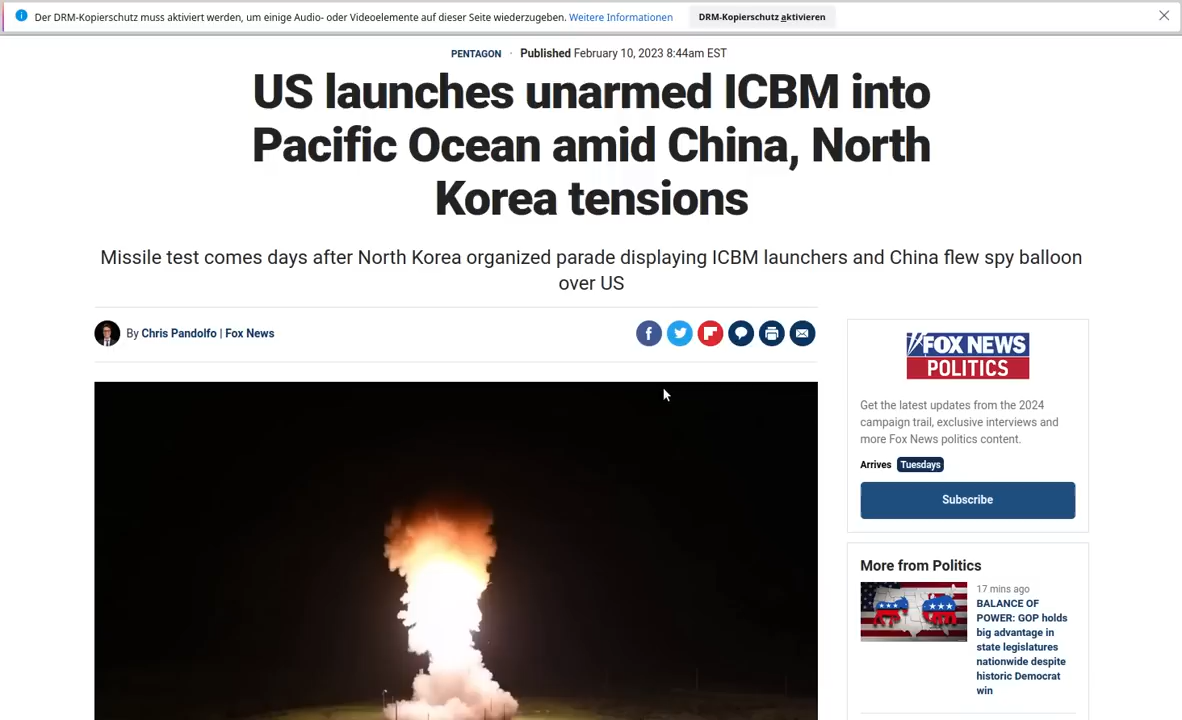 Der DRM-Kopierschutz muss aktiviert werden, um einige Audio- oder Videoelemente auf dieser Seite wiederzugeben. Weitere Informationen DRM-Kopierschutz aktivieren
PENTAGON · Published February 10, 2023 8:44am EST
US launches unarmed ICBM into
Pacific Ocean amid China, North
Korea tensions
Missile test comes days after North Korea organized parade displaying ICBM launchers and China flew spy balloon
over US
By Chris Pandolfo | Fox News
FOX NEWS
POLITICS
Get the latest updates from the 2024
campaign trail, exclusive interviews and
more Fox News politics content.
Arrives Tuesdays
Subscribe
More from Politics
17 mins ago
BALANCE OF
POWER: GOP holds
big advantage in
state legislatures
nationwide despite
historic Democrat
win